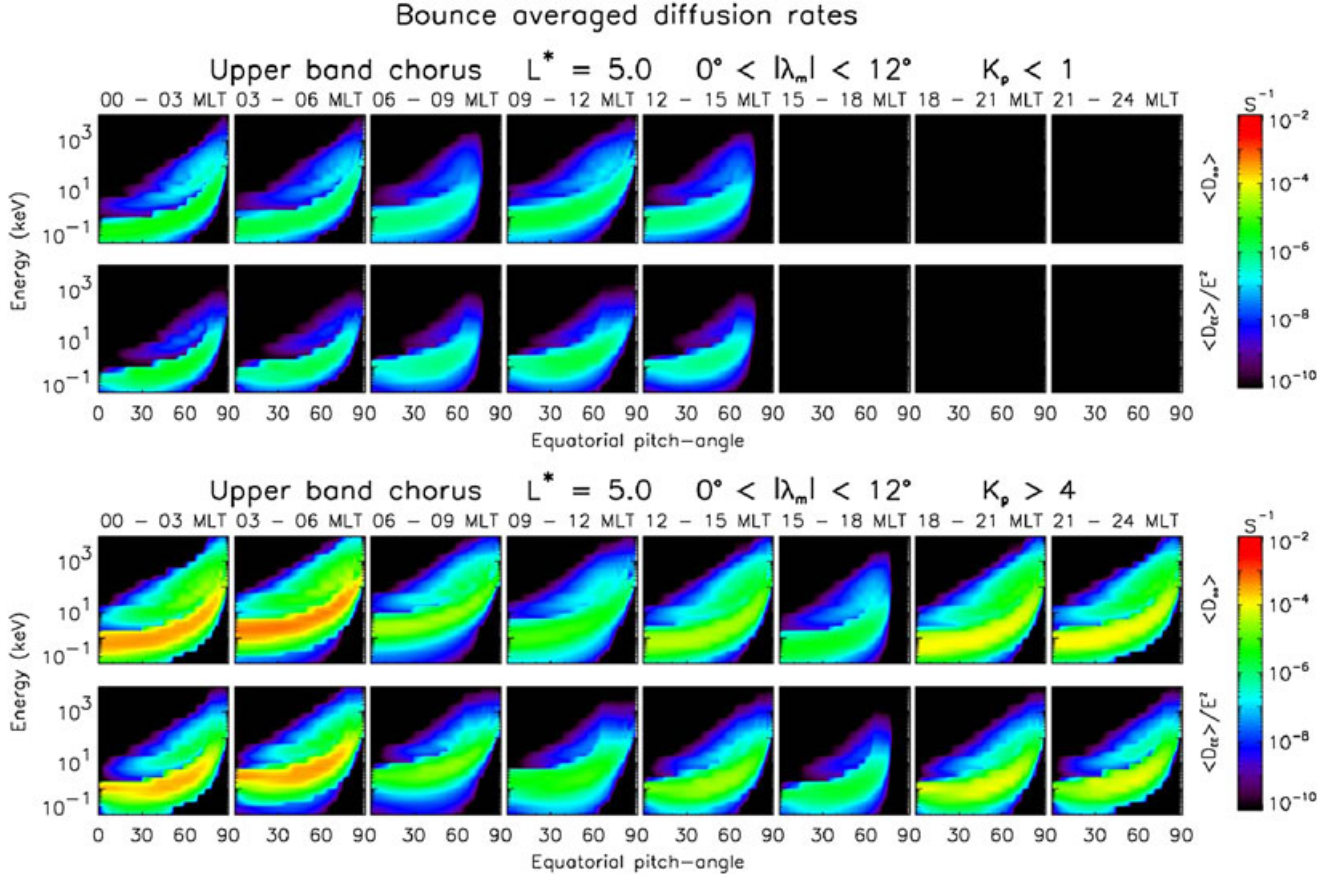 Bounce averaged diffusion rates
Upper band chorus L* = 5.0 0° < |λₘ| < 12° Kₚ < 1
00 – 03 MLT 03 – 06 MLT 06 – 09 MLT 09 – 12 MLT 12 – 15 MLT 15 – 18 MLT 18 – 21 MLT 21 – 24 MLT S⁻¹
10³
10¹
10⁻¹
<Dαα>
10³
10¹
10⁻¹
<DEE>/E²
Energy (keV)
10⁻²
10⁻⁴
10⁻⁶
10⁻⁸
10⁻¹⁰
0 30 60 90 30 60 90 30 60 90 30 60 90 30 60 90 30 60 90 30 60 90 30 60 90
Equatorial pitch–angle
Upper band chorus L* = 5.0 0° < |λₘ| < 12° Kₚ > 4
00 – 03 MLT 03 – 06 MLT 06 – 09 MLT 09 – 12 MLT 12 – 15 MLT 15 – 18 MLT 18 – 21 MLT 21 – 24 MLT S⁻¹
10³
10¹
10⁻¹
<Dαα>
10³
10¹
10⁻¹
<DEE>/E²
Energy (keV)
10⁻²
10⁻⁴
10⁻⁶
10⁻⁸
10⁻¹⁰
0 30 60 90 30 60 90 30 60 90 30 60 90 30 60 90 30 60 90 30 60 90 30 60 90
Equatorial pitch–angle